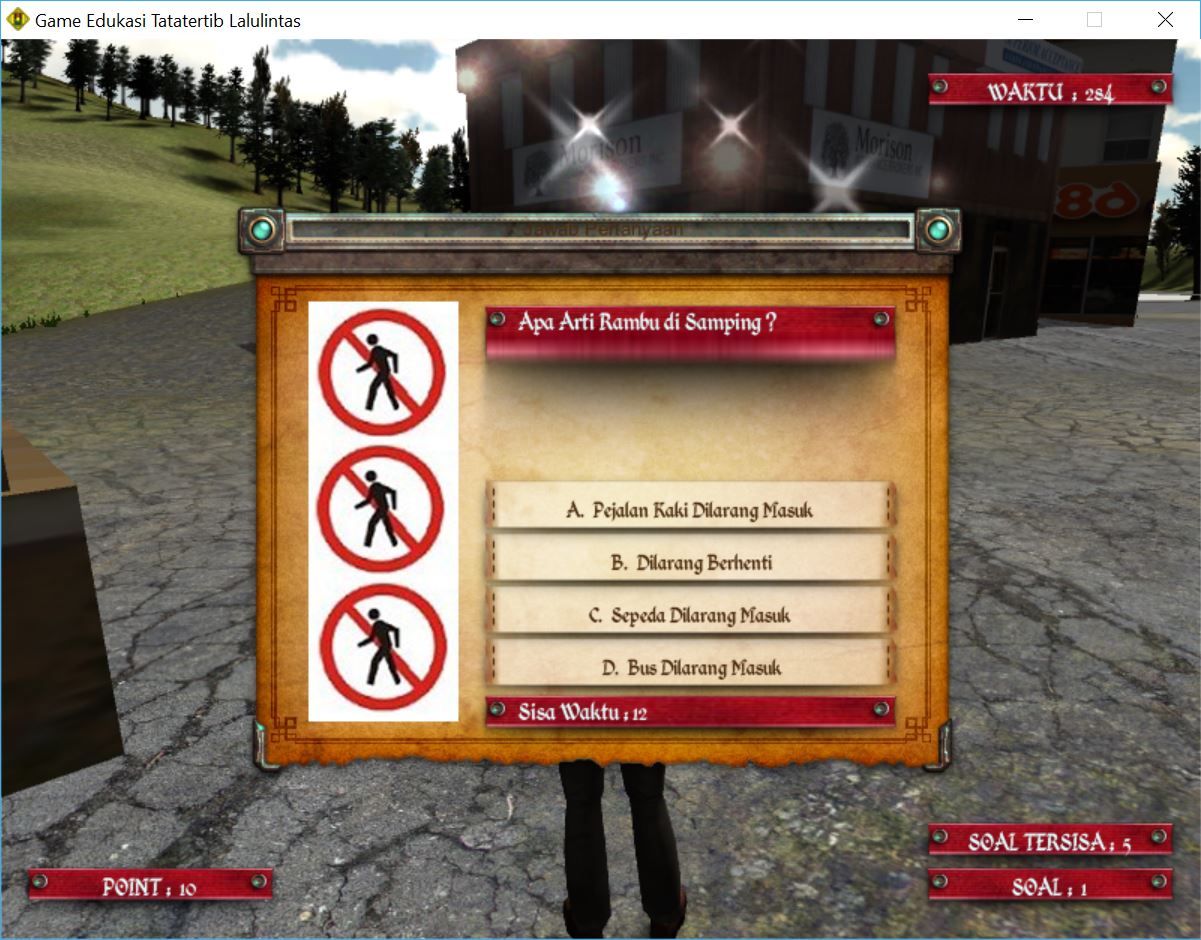 Game Edukasi Tatatertib Lalulintas
WAKTU : 284
Morison
Morison
Jawab Pertanyaan
Apa Arti Rambu di Samping ?
A. Pejalan Kaki Dilarang Masuk
B. Dilarang Berhenti
C. Sepeda Dilarang Masuk
D. Bus Dilarang Masuk
Sisa Waktu : 12
SOAL TERSISA : 5
POINT : 10
SOAL : 1